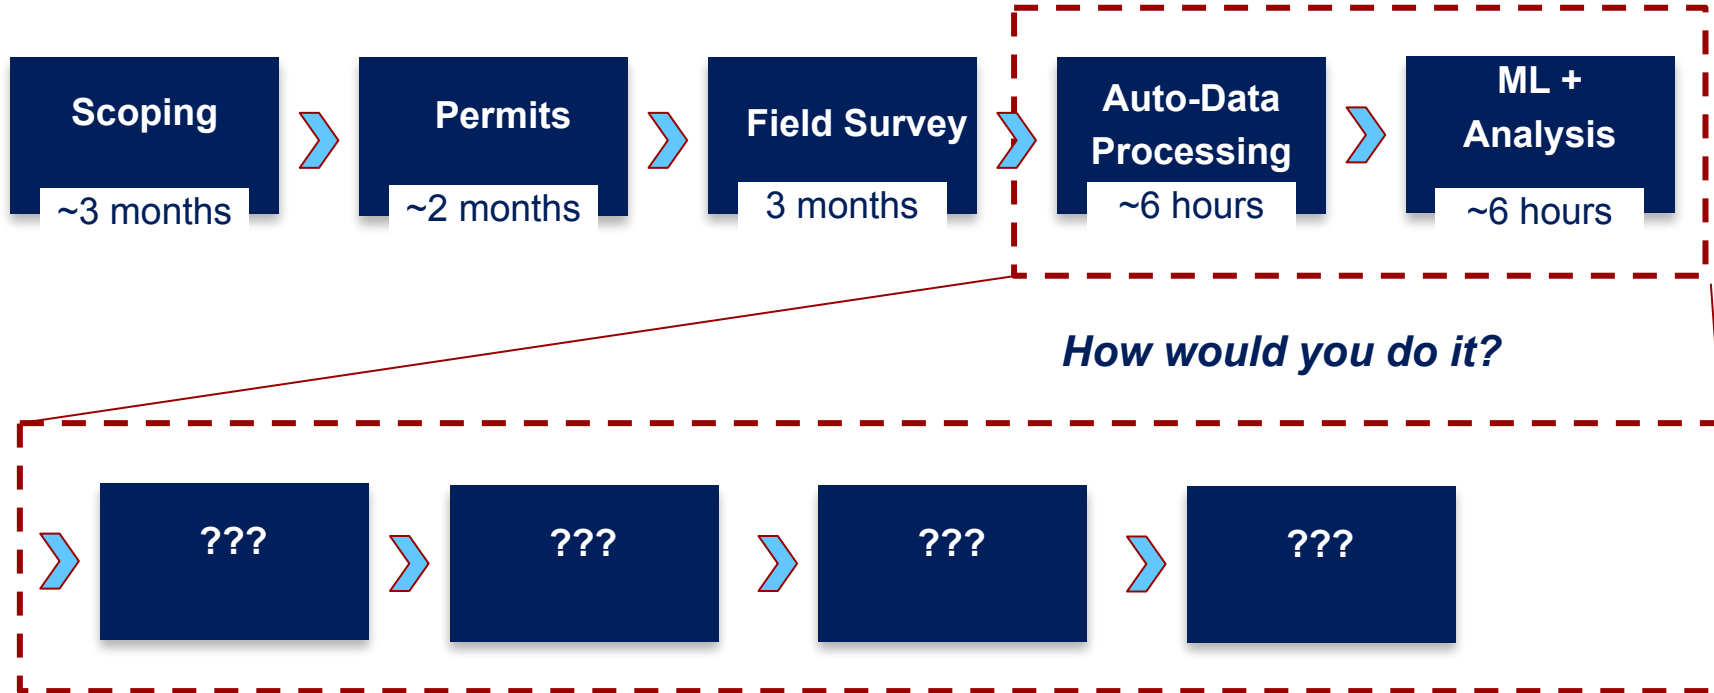 Scoping
~3 months
Permits
~2 months
Field Survey
3 months
Auto-Data
Processing
~6 hours
ML +
Analysis
~6 hours
How would you do it?
???
???
???
???